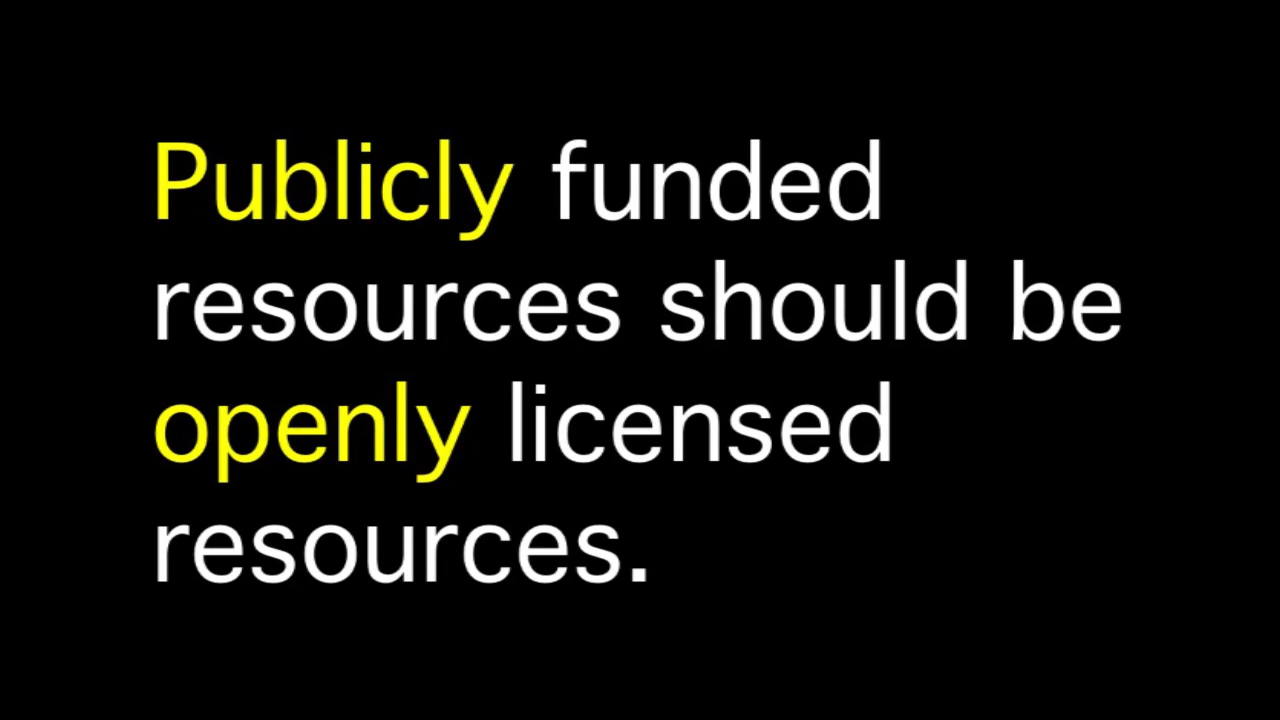 Publicly funded
resources should be
openly licensed
resources.